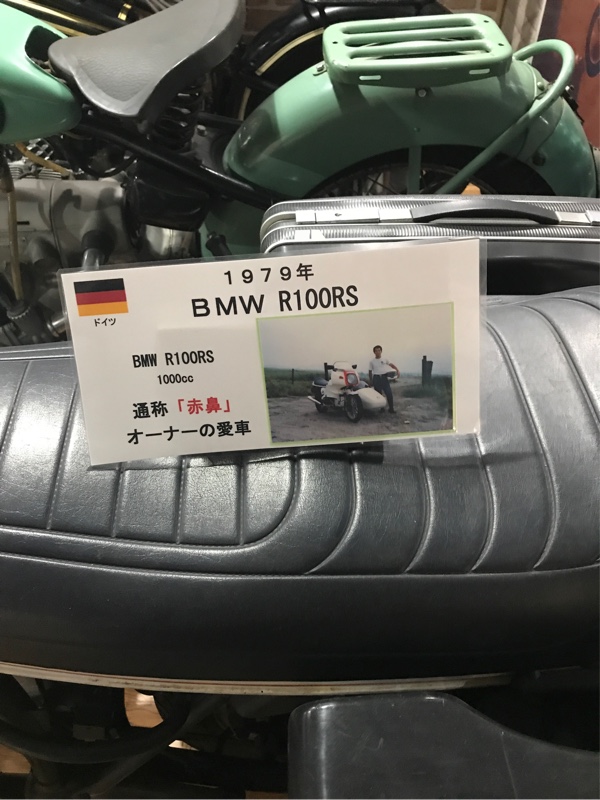 1979年
BMW R100RS
ドイツ
BMW R100RS
1000cc
通称「赤鼻」
オーナーの愛車